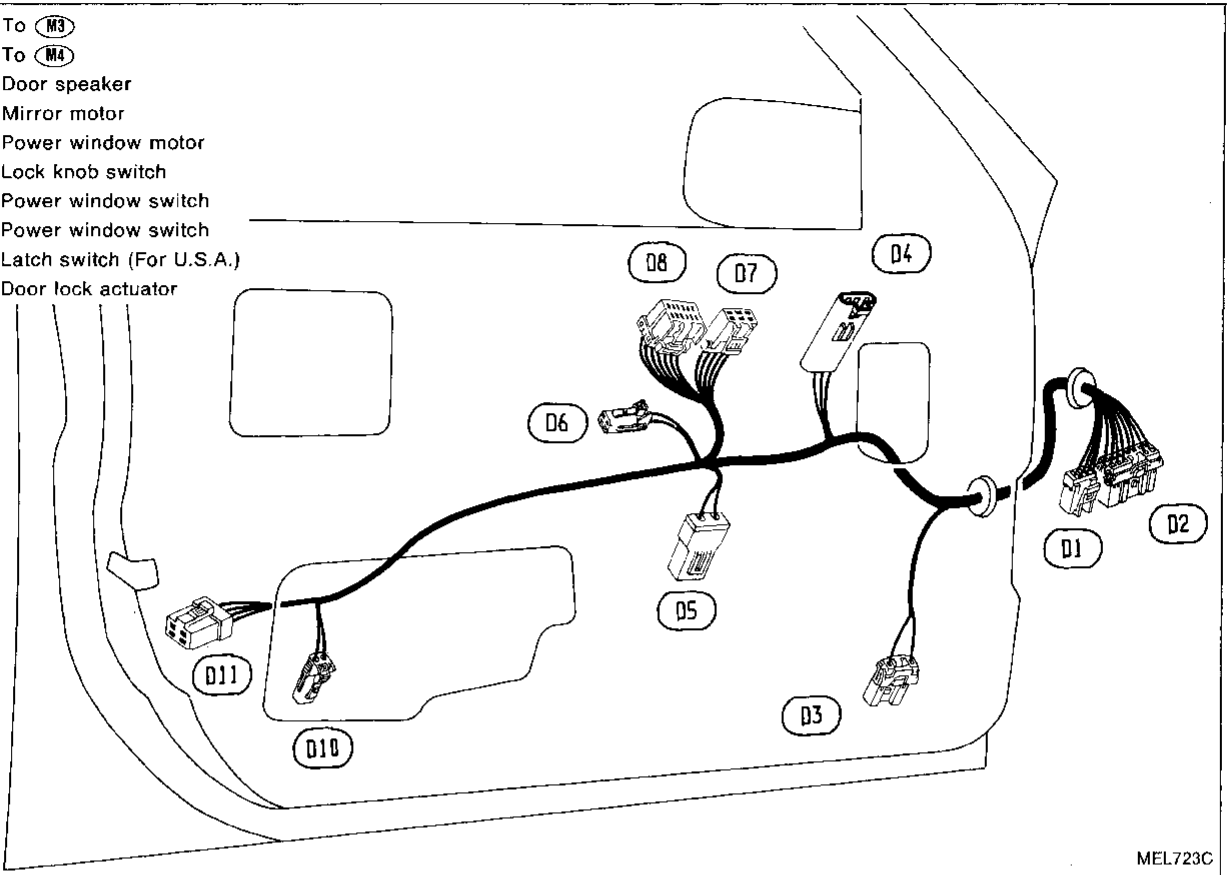 To M3
To M4
Door speaker
Mirror motor
Power window motor
Lock knob switch
Power window switch
Power window switch
Latch switch (For U.S.A.)
Door lock actuator
D8
D7
D4
D6
D2
D1
D5
D11
D3
D10
MEL723C